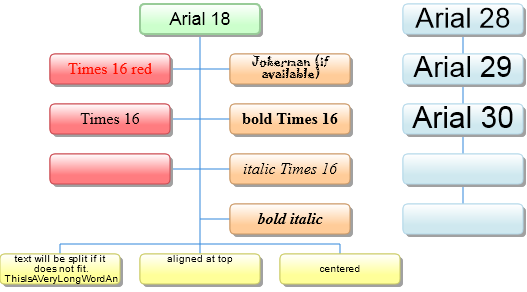 Arial 18
Arial 28
Times 16 red
Jokerman (if
available)
Arial 29
Times 16
bold Times 16
Arial 30
italic Times 16
bold italic
text will be split if it
does not fit.
ThisIsAVeryLongWordAn
aligned at top
centered